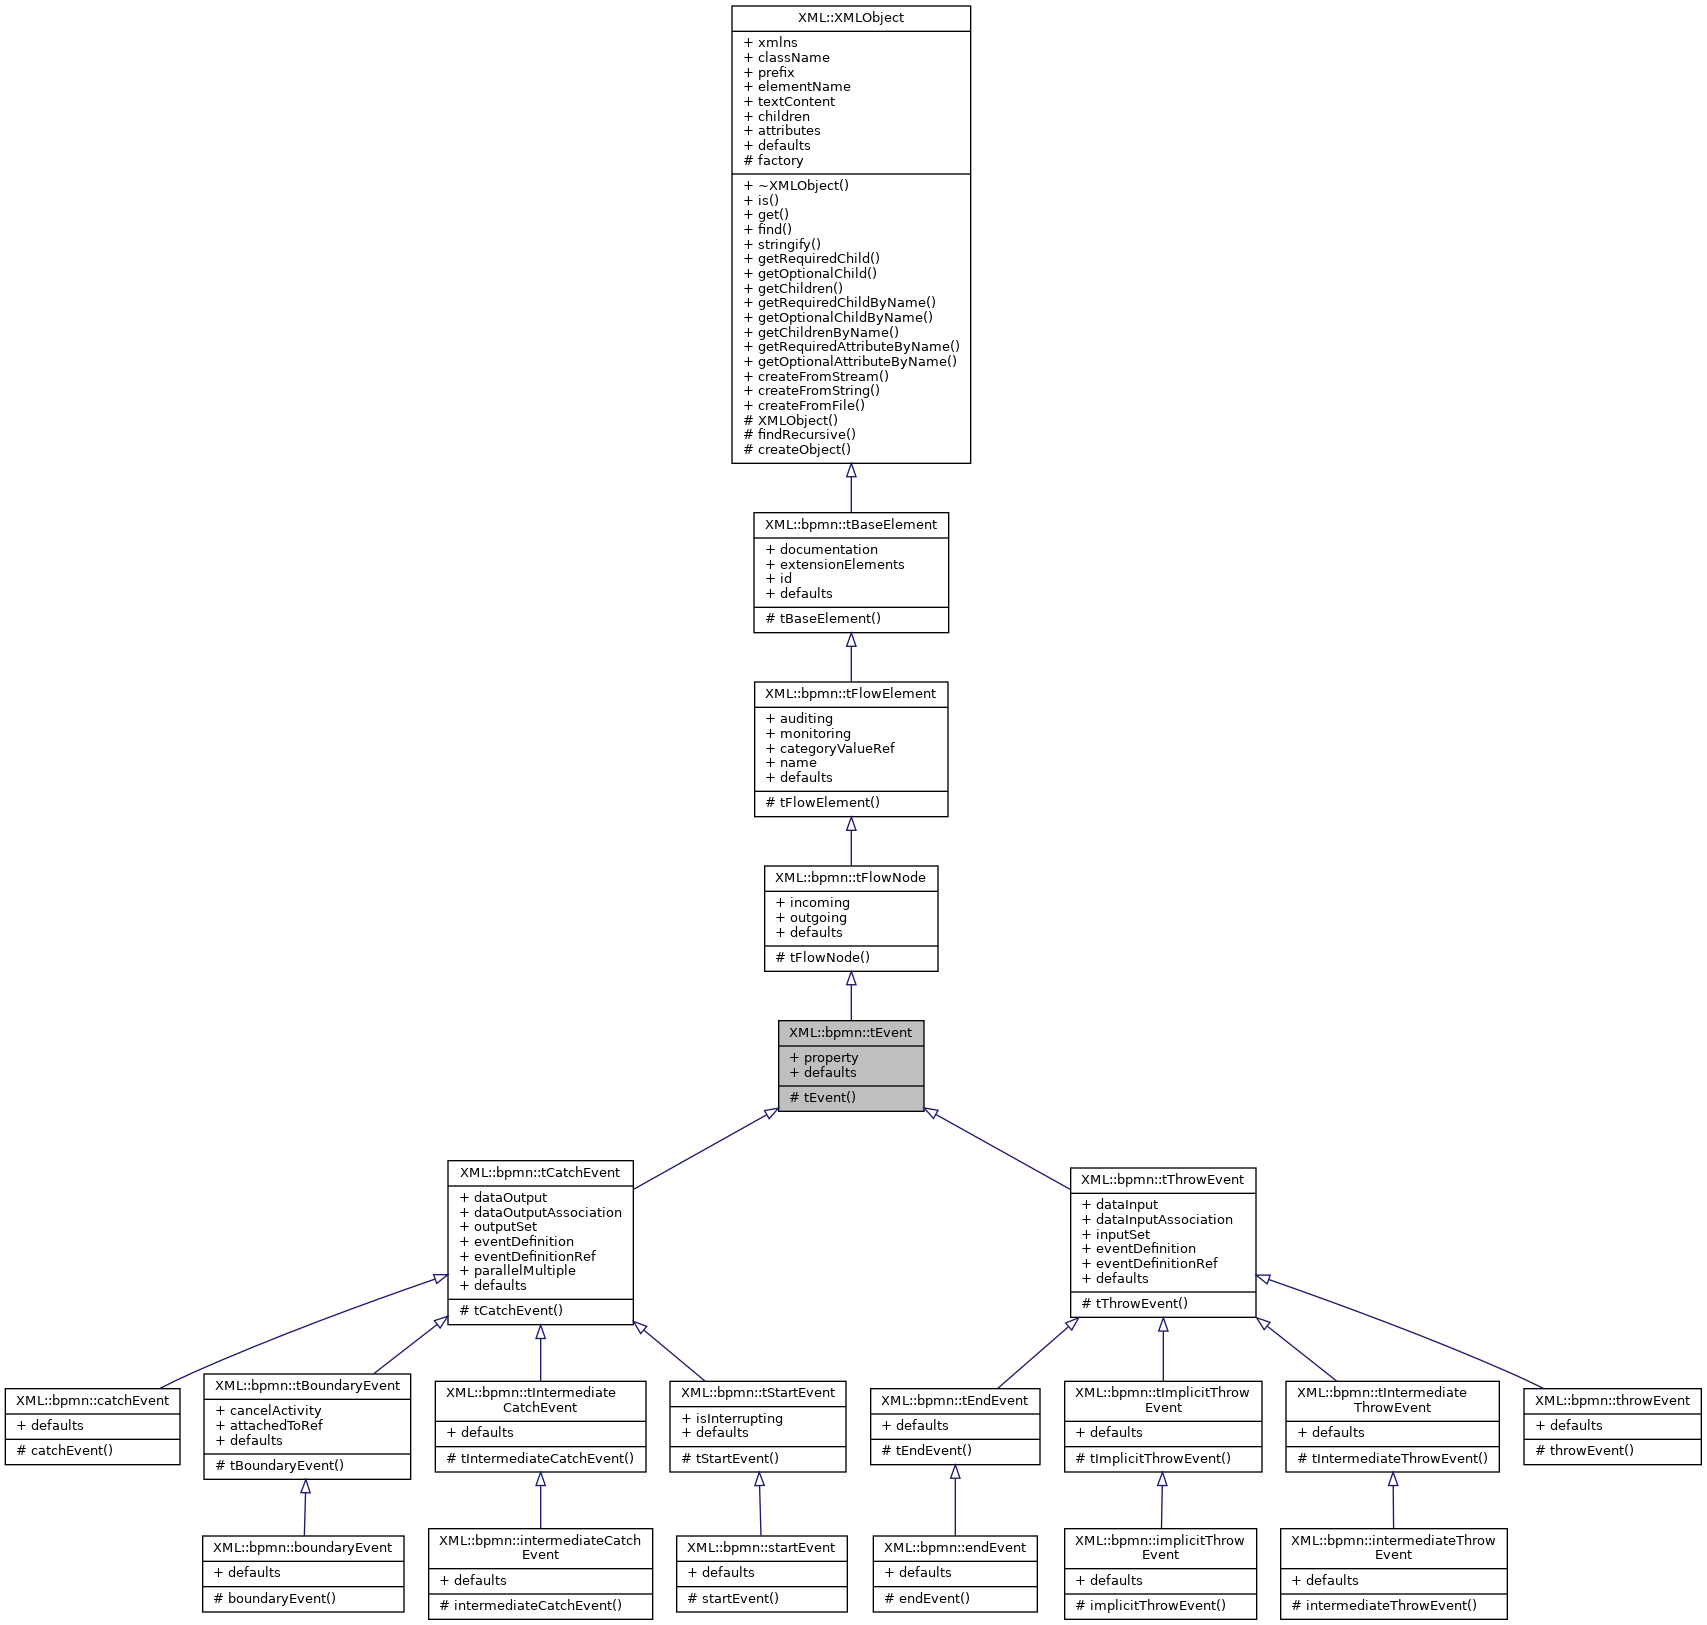 XML::XMLObject
+ xmlns
+ className
+ prefix
+ elementName
+ textContent
+ children
+ attributes
+ defaults
# factory
+ ~XMLObject()
+ is()
+ get()
+ find()
+ stringify()
+ getRequiredChild()
+ getOptionalChild()
+ getChildren()
+ getRequiredChildByName()
+ getOptionalChildByName()
+ getChildrenByName()
+ getRequiredAttributeByName()
+ getOptionalAttributeByName()
+ createFromStream()
+ createFromString()
+ createFromFile()
# XMLObject()
# findRecursive()
# createObject()
XML::bpmn::tBaseElement
+ documentation
+ extensionElements
+ id
+ defaults
# tBaseElement()
XML::bpmn::tFlowElement
+ auditing
+ monitoring
+ categoryValueRef
+ name
+ defaults
# tFlowElement()
XML::bpmn::tFlowNode
+ incoming
+ outgoing
+ defaults
# tFlowNode()
XML::bpmn::tEvent
+ property
+ defaults
# tEvent()
XML::bpmn::tCatchEvent
+ dataOutput
+ dataOutputAssociation
+ outputSet
+ eventDefinition
+ eventDefinitionRef
+ parallelMultiple
+ defaults
# tCatchEvent()
XML::bpmn::tThrowEvent
+ dataInput
+ dataInputAssociation
+ inputSet
+ eventDefinition
+ eventDefinitionRef
+ defaults
# tThrowEvent()
XML::bpmn::catchEvent
+ defaults
# catchEvent()
XML::bpmn::tBoundaryEvent
+ cancelActivity
+ attachedToRef
+ defaults
# tBoundaryEvent()
XML::bpmn::tIntermediate
CatchEvent
+ defaults
# tIntermediateCatchEvent()
XML::bpmn::tStartEvent
+ isInterrupting
+ defaults
# tStartEvent()
XML::bpmn::tEndEvent
+ defaults
# tEndEvent()
XML::bpmn::tImplicitThrow
Event
+ defaults
# tImplicitThrowEvent()
XML::bpmn::tIntermediate
ThrowEvent
+ defaults
# tIntermediateThrowEvent()
XML::bpmn::throwEvent
+ defaults
# throwEvent()
XML::bpmn::boundaryEvent
+ defaults
# boundaryEvent()
XML::bpmn::intermediateCatch
Event
+ defaults
# intermediateCatchEvent()
XML::bpmn::startEvent
+ defaults
# startEvent()
XML::bpmn::endEvent
+ defaults
# endEvent()
XML::bpmn::implicitThrow
Event
+ defaults
# implicitThrowEvent()
XML::bpmn::intermediateThrow
Event
+ defaults
# intermediateThrowEvent()